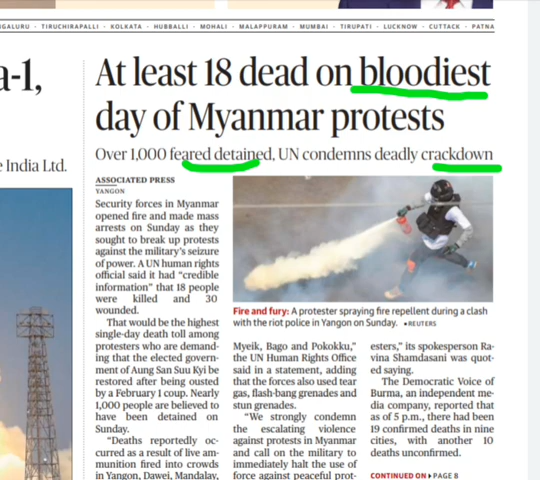 TIRUCHIRAPALLI • KOLKATA • HUBBALLI • MOHALI • MALAPPURAM • MUMBAI • TIRUPATI • LUCKNOW • CUTTACK • PATNA
a-1,
e India Ltd.
At least 18 dead on bloodiest
day of Myanmar protests
Over 1,000 feared detained, UN condemns deadly crackdown
ASSOCIATED PRESS
YANGON
Security forces in Myanmar
opened fire and made mass
arrests on Sunday as they
sought to break up protests
against the military's seizure
of power. A UN human rights
official said it had “credible
information” that 18 people
were killed and 30
wounded.
That would be the highest
single-day death toll among
protesters who are demand-
ing that the elected govern-
ment of Aung San Suu Kyi be
restored after being ousted
by a February 1 coup. Nearly
1,000 people are believed to
have been detained on
Sunday.
“Deaths reportedly oc-
curred as a result of live am-
munition fired into crowds
in Yangon, Dawei, Mandalay,
Fire and fury: A protester spraying fire repellent during a clash
with the riot police in Yangon on Sunday. •REUTERS
Myeik, Bago and Pokokku,”
the UN Human Rights Office
said in a statement, adding
that the forces also used tear
gas, flash-bang grenades and
stun grenades.
“We strongly condemn
the escalating violence
against protests in Myanmar
and call on the military to
immediately halt the use of
force against peaceful prot-
esters,” its spokesperson Ra-
vina Shamdasani was quot-
ed saying.
The Democratic Voice of
Burma, an independent me-
dia company, reported that
as of 5 p.m., there had been
19 confirmed deaths in nine
cities, with another 10
deaths unconfirmed.
CONTINUED ON ▸ PAGE 8